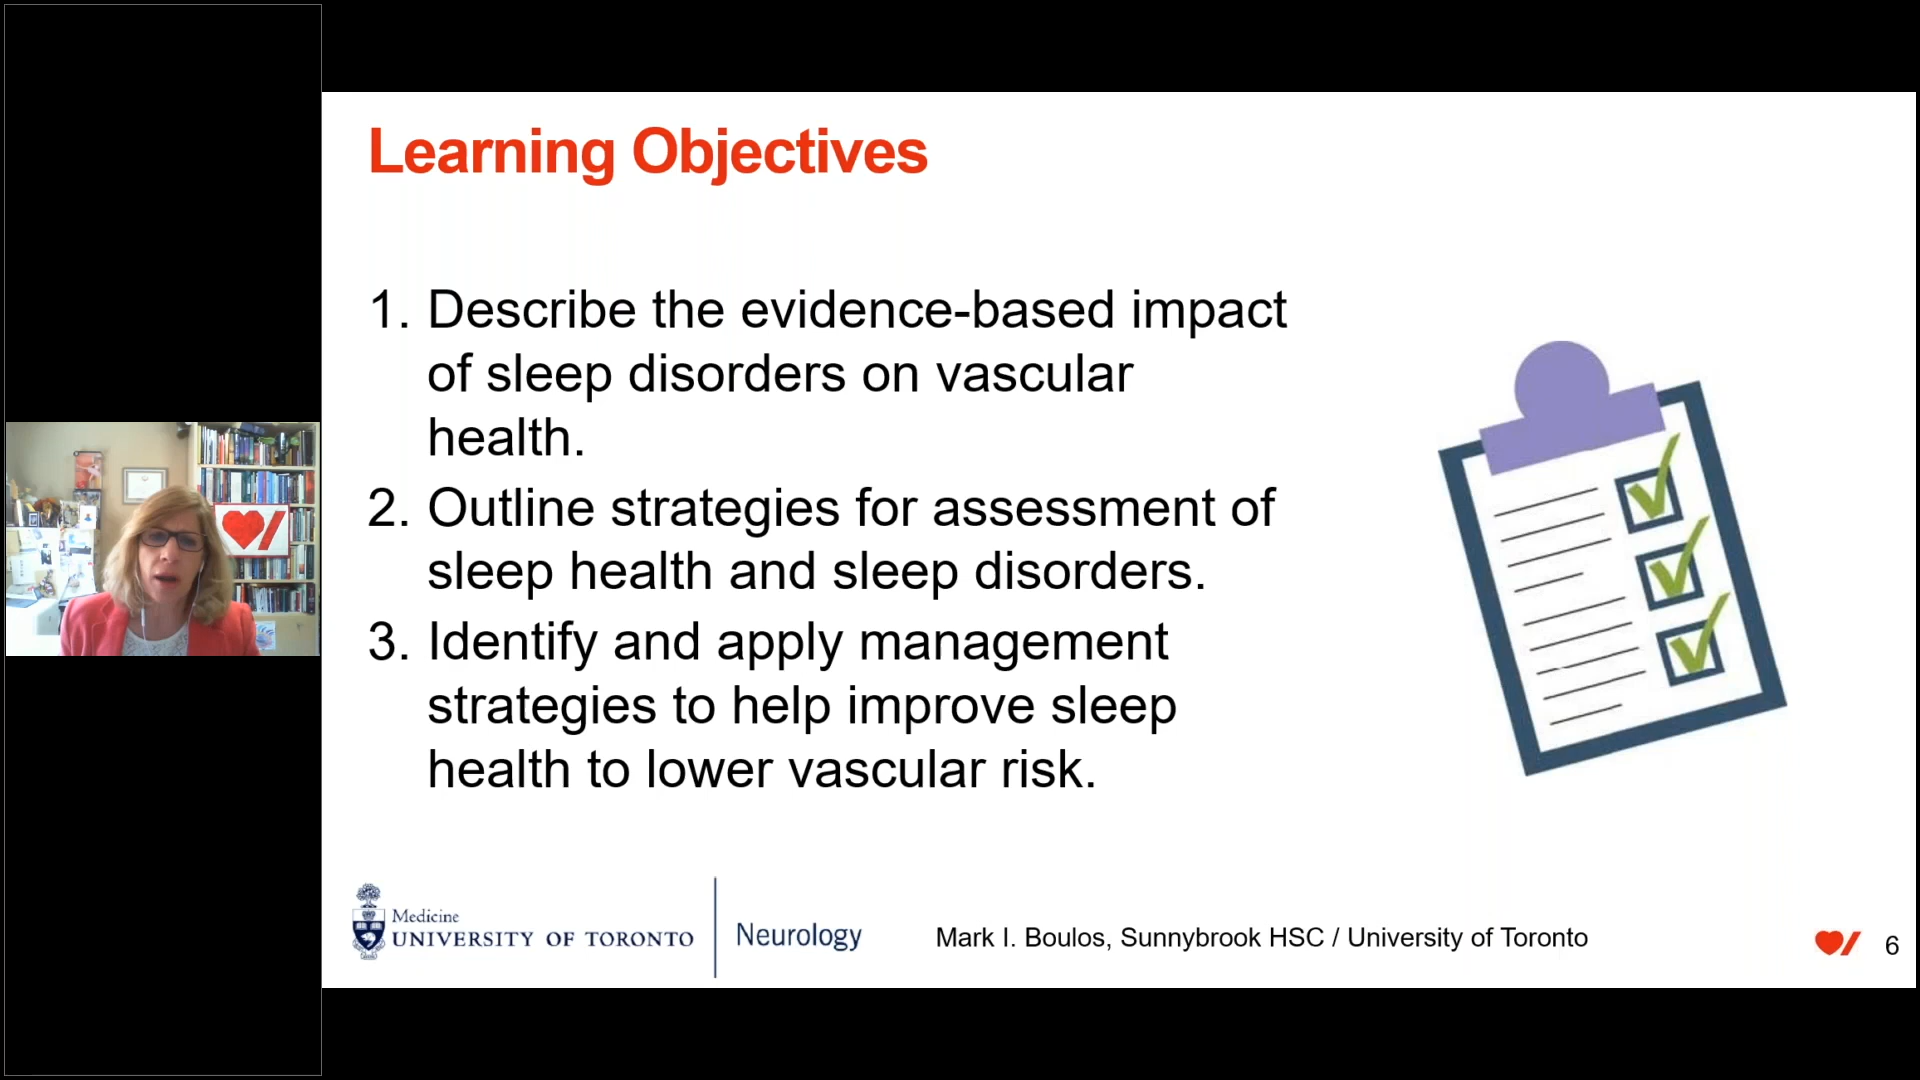 Learning Objectives
1. Describe the evidence-based impact
of sleep disorders on vascular
health.
2. Outline strategies for assessment of
sleep health and sleep disorders.
3. Identify and apply management
strategies to help improve sleep
health to lower vascular risk.
Medicine
UNIVERSITY OF TORONTO
Neurology
Mark I. Boulos, Sunnybrook HSC / University of Toronto
6